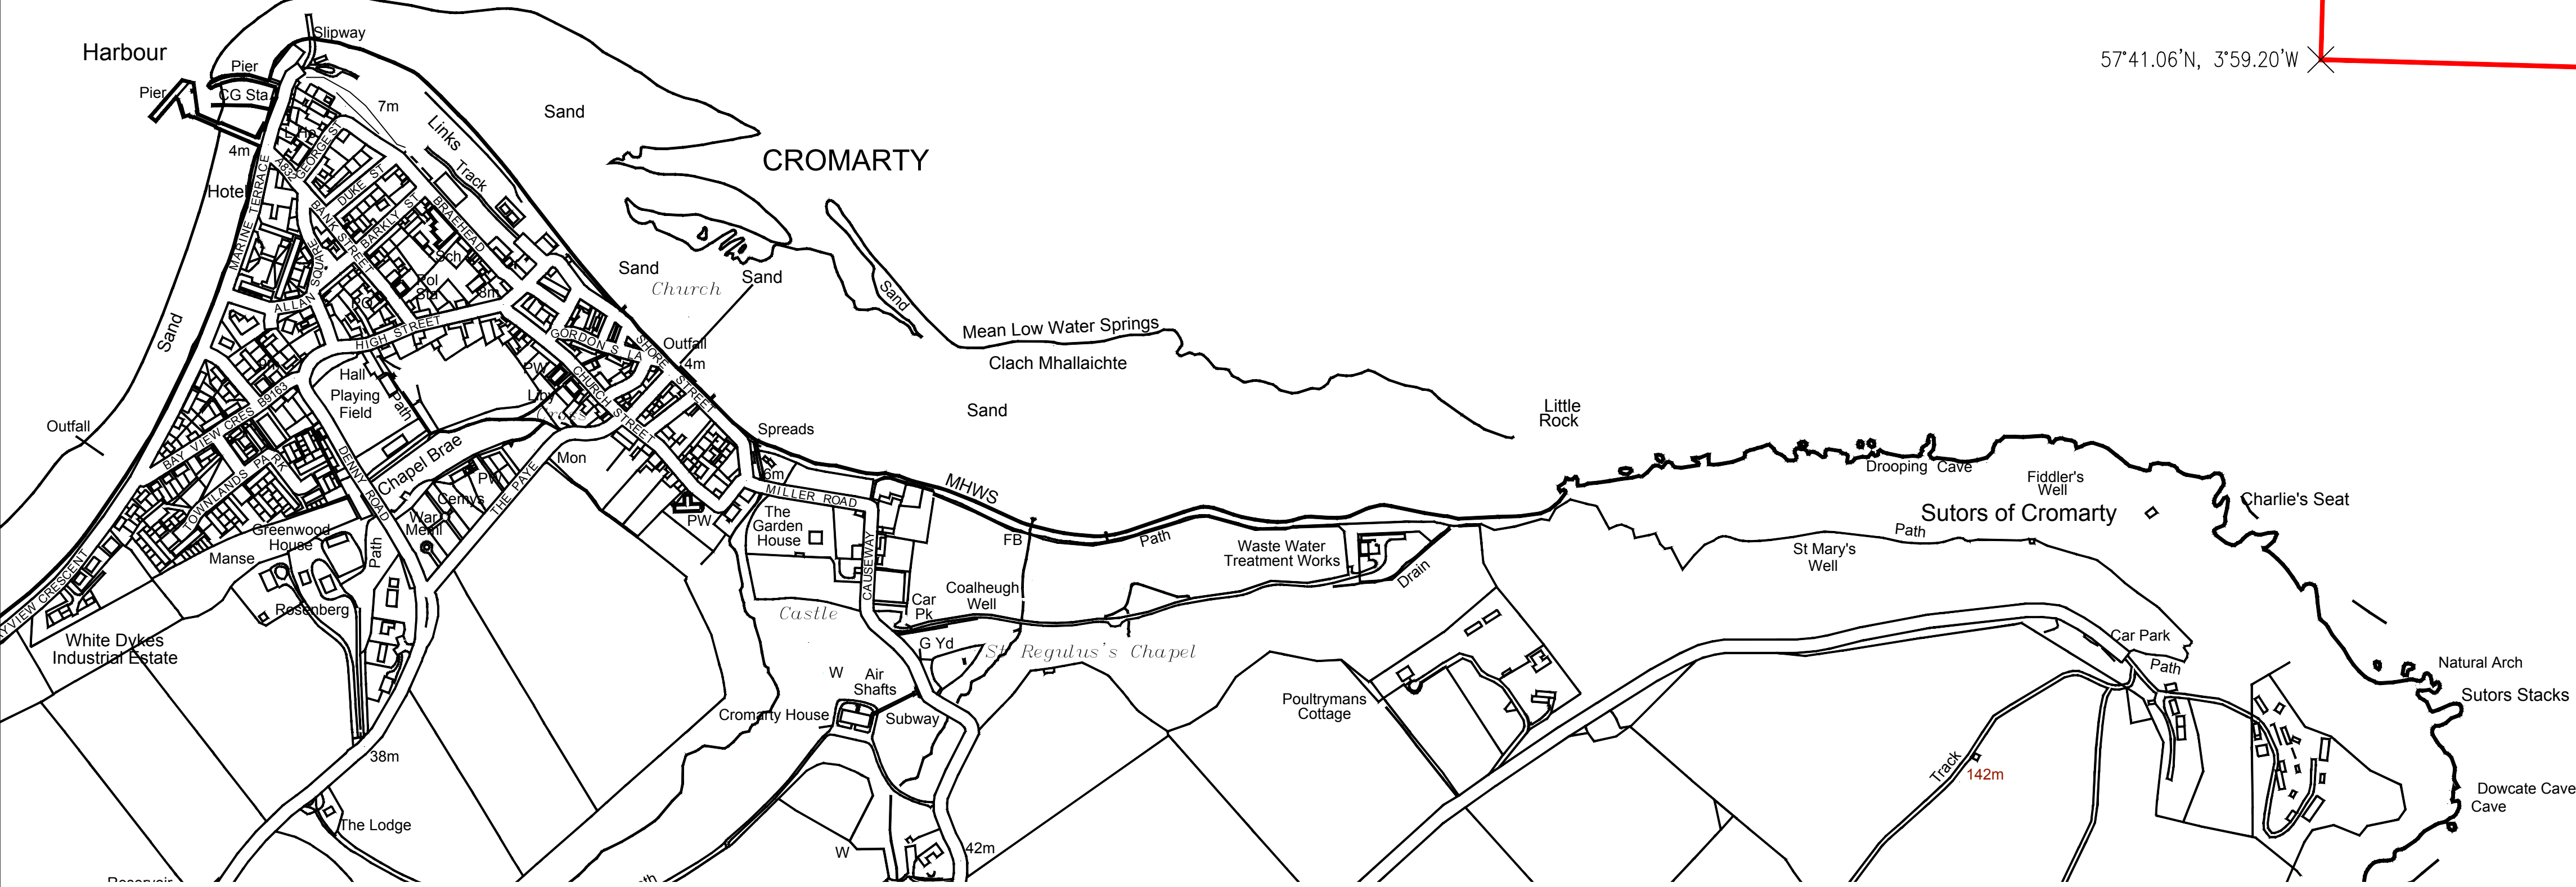 Slipway
Harbour
Pier
57°41.06'N, 3°59.20'W
Pier
CG Sta
7m
Sand
Links
4m
CROMARTY
A832
GEORGE ST
Hotel
MARINE TERRACE
DUKE ST
Track
BANK STREET
BARKLY ST
BRAEHEAD
Sch
Sand
Sand
Church
Pol
Sta
8m
Sand
ALLAN SQUARE
PO
Sand
HIGH STREET
Mean Low Water Springs
GORDON'S LA
SHORE STREET
Outfall
4m
Clach Mhallaichte
Hall
PW
CHURCH STREET
Liby
Cross
Playing
Field
Path
Sand
Little
Rock
BAY VIEW CRES B9163
Outfall
Spreads
Chapel Brae
Mon
DENNY ROAD
6m
Drooping Cave
Fiddler's
Well
TOWNLANDS PARK
PW
Cemys
THE PAYE
MILLER ROAD
MHWS
Charlie's Seat
War
Meml
PW
The
Garden
House
Sutors of Cromarty
Greenwood
House
Manse
Path
CAUSEWAY
FB
Path
Waste Water
Treatment Works
Path
St Mary's
Well
Drain
Coalheugh
Well
Car
Pk
Castle
Rosenberg
BAYVIEW CRESCENT
White Dykes
Industrial Estate
G Yd
St Regulus's Chapel
Car Park
Path
Natural Arch
W
Air
Shafts
Sutors Stacks
Poultrymans
Cottage
Cromarty House
Subway
38m
Track
142m
Dowcate Cave
Cave
The Lodge
W
42m
Reservoir